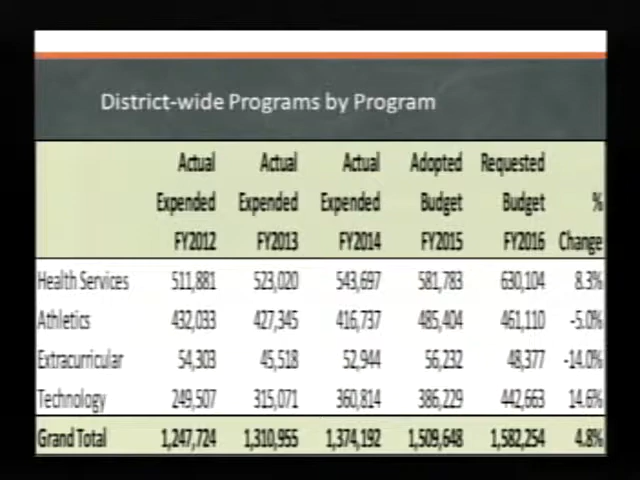 District-wide Programs by Program
Actual Actual Actual Adopted Requested
Expended Expended Expended Budget Budget %
FY2012 FY2013 FY2014 FY2015 FY2016 Change
Health Services 511,881 523,020 543,697 581,783 630,104 8.3%
Athletics 432,033 427,345 416,737 485,404 461,110 -5.0%
Extracurricular 54,303 45,518 52,944 56,232 48,377 -14.0%
Technology 249,507 315,071 360,814 386,229 442,663 14.6%
Grand Total 1,247,724 1,310,955 1,374,192 1,509,648 1,582,254 4.8%